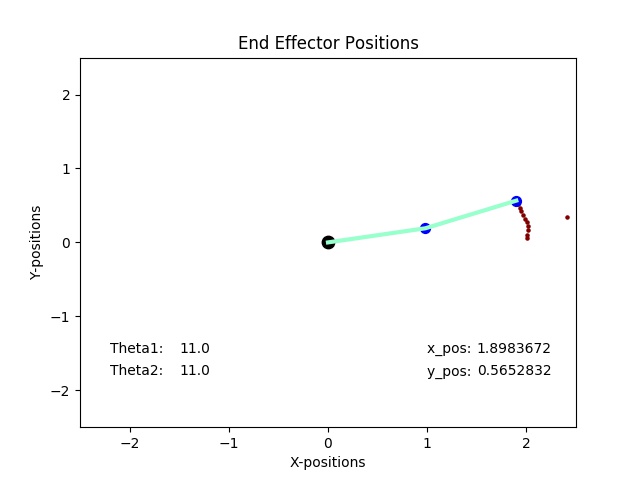 End Effector Positions
Y-positions
2
1
0
−1
−2
Theta1: 11.0
Theta2: 11.0
x_pos: 1.8983672
y_pos: 0.5652832
−2 −1 0 1 2
X-positions